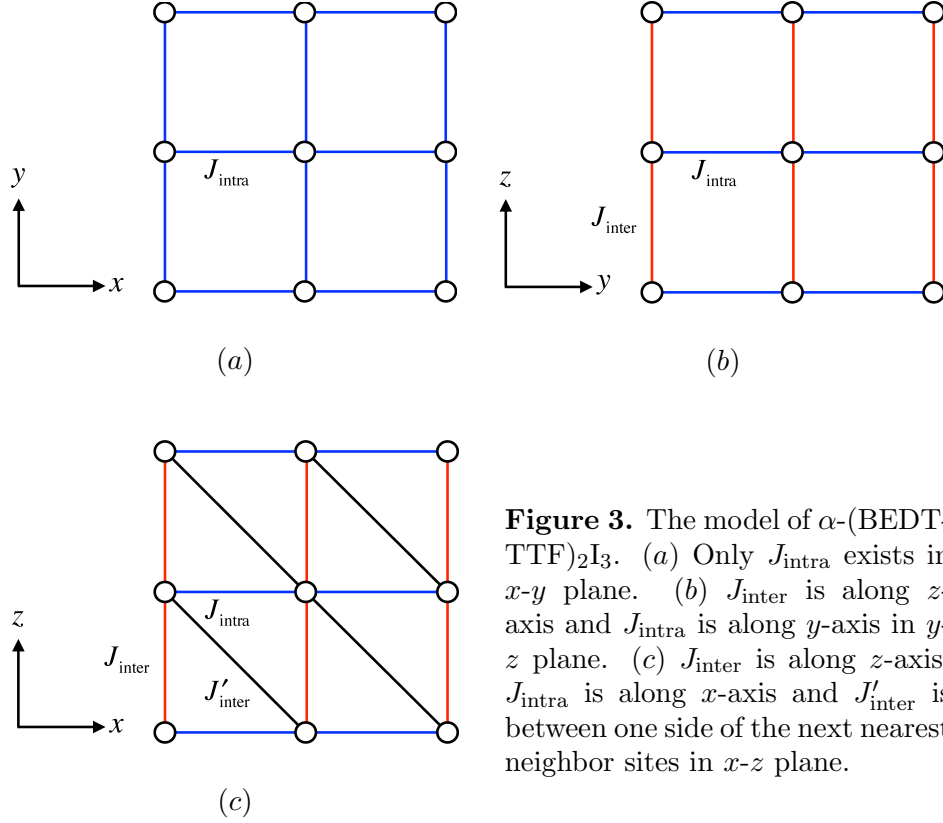 y
x
J_intra
(a)
z
y
J_inter
J_intra
(b)
z
x
J_inter
J_intra
J′_inter
(c)
Figure 3. The model of α-(BEDT-
TTF)₂I₃. (a) Only J_intra exists in
x-y plane. (b) J_inter is along z-
axis and J_intra is along y-axis in y-
z plane. (c) J_inter is along z-axis,
J_intra is along x-axis and J′_inter is
between one side of the next nearest
neighbor sites in x-z plane.